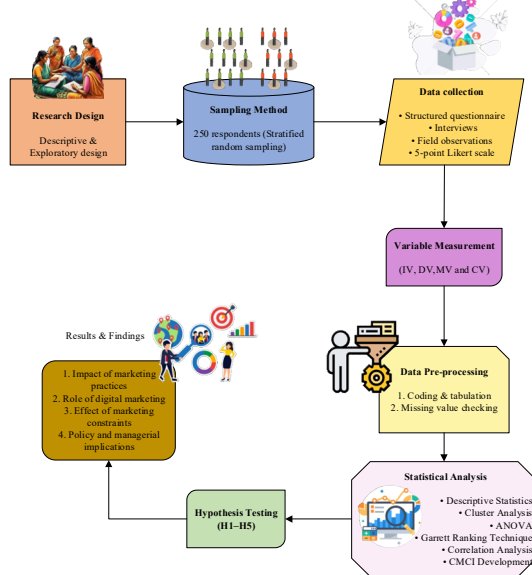 Research Design
Descriptive &
Exploratory design
Sampling Method
250 respondents (Stratified
random sampling)
Data collection
• Structured questionnaire
• Interviews
• Field observations
• 5-point Likert scale
Variable Measurement
(IV, DV,MV and CV)
Data Pre-processing
1. Coding & tabulation
2. Missing value checking
Statistical Analysis
• Descriptive Statistics
• Cluster Analysis
• ANOVA
• Garrett Ranking Technique
• Correlation Analysis
• CMCI Development
Hypothesis Testing
(H1–H5)
Results & Findings
1. Impact of marketing
practices
2. Role of digital marketing
3. Effect of marketing
constraints
4. Policy and managerial
implications